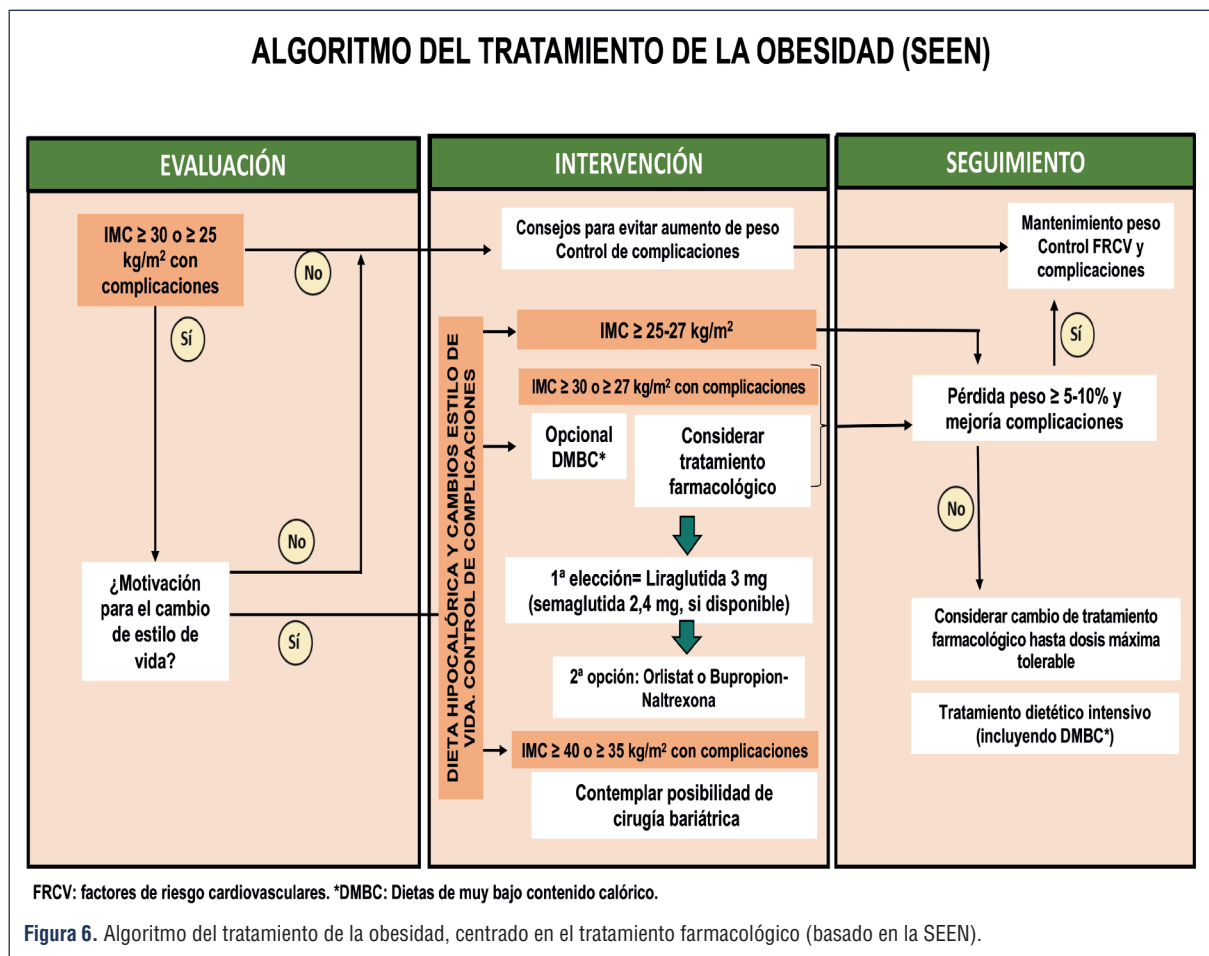 ALGORITMO DEL TRATAMIENTO DE LA OBESIDAD (SEEN)
EVALUACIÓN
IMC ≥ 30 o ≥ 25
kg/m² con
complicaciones
No
Sí
¿Motivación
para el cambio
de estilo de
vida?
No
Sí
INTERVENCIÓN
Consejos para evitar aumento de peso
Control de complicaciones
DIETA HIPOCALÓRICA Y CAMBIOS ESTILO DE
VIDA. CONTROL DE COMPLICACIONES
IMC ≥ 25-27 kg/m²
IMC ≥ 30 o ≥ 27 kg/m² con complicaciones
Opcional
DMBC*
Considerar
tratamiento
farmacológico
1ª elección= Liraglutida 3 mg
(semaglutida 2,4 mg, si disponible)
2ª opción: Orlistat o Bupropion-
Naltrexona
IMC ≥ 40 o ≥ 35 kg/m² con complicaciones
Contemplar posibilidad de
cirugía bariátrica
SEGUIMIENTO
Mantenimiento peso
Control FRCV y
complicaciones
Sí
Pérdida peso ≥ 5-10% y
mejoría complicaciones
No
Considerar cambio de tratamiento
farmacológico hasta dosis máxima
tolerable
Tratamiento dietético intensivo
(incluyendo DMBC*)
FRCV: factores de riesgo cardiovasculares. *DMBC: Dietas de muy bajo contenido calórico.
Figura 6. Algoritmo del tratamiento de la obesidad, centrado en el tratamiento farmacológico (basado en la SEEN).